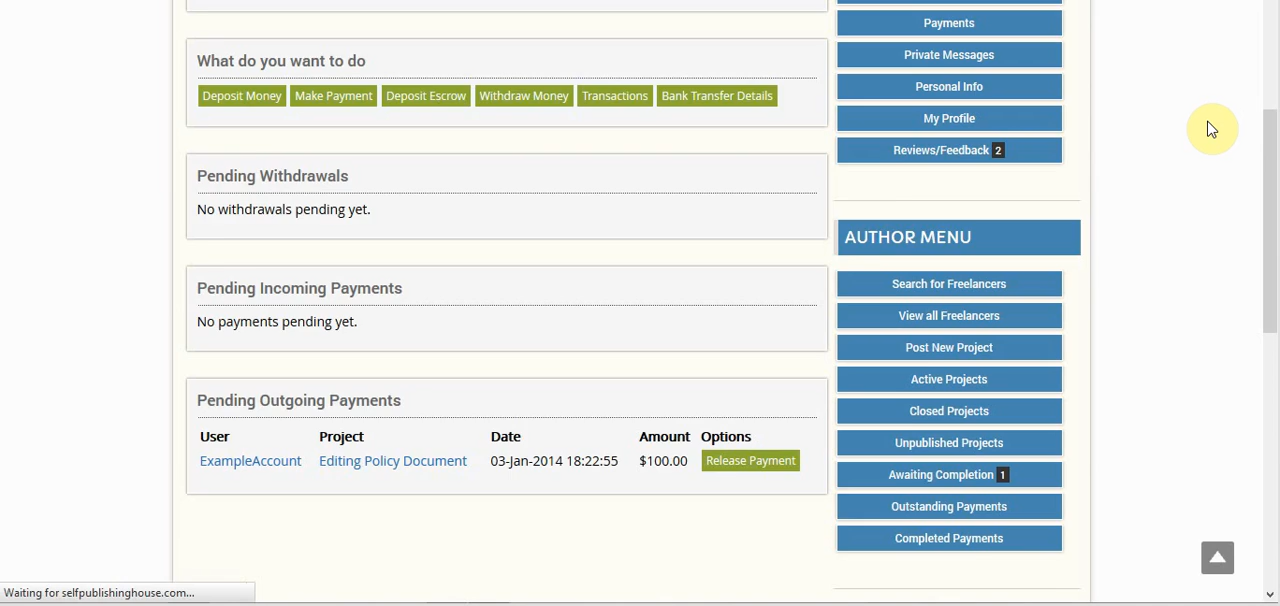 What do you want to do
Deposit Money Make Payment Deposit Escrow Withdraw Money Transactions Bank Transfer Details
Pending Withdrawals
No withdrawals pending yet.
Pending Incoming Payments
No payments pending yet.
Pending Outgoing Payments
User Project Date Amount Options
ExampleAccount Editing Policy Document 03-Jan-2014 18:22:55 $100.00 Release Payment
Payments
Private Messages
Personal Info
My Profile
Reviews/Feedback 2
AUTHOR MENU
Search for Freelancers
View all Freelancers
Post New Project
Active Projects
Closed Projects
Unpublished Projects
Awaiting Completion 1
Outstanding Payments
Completed Payments
Waiting for selfpublishinghouse.com...